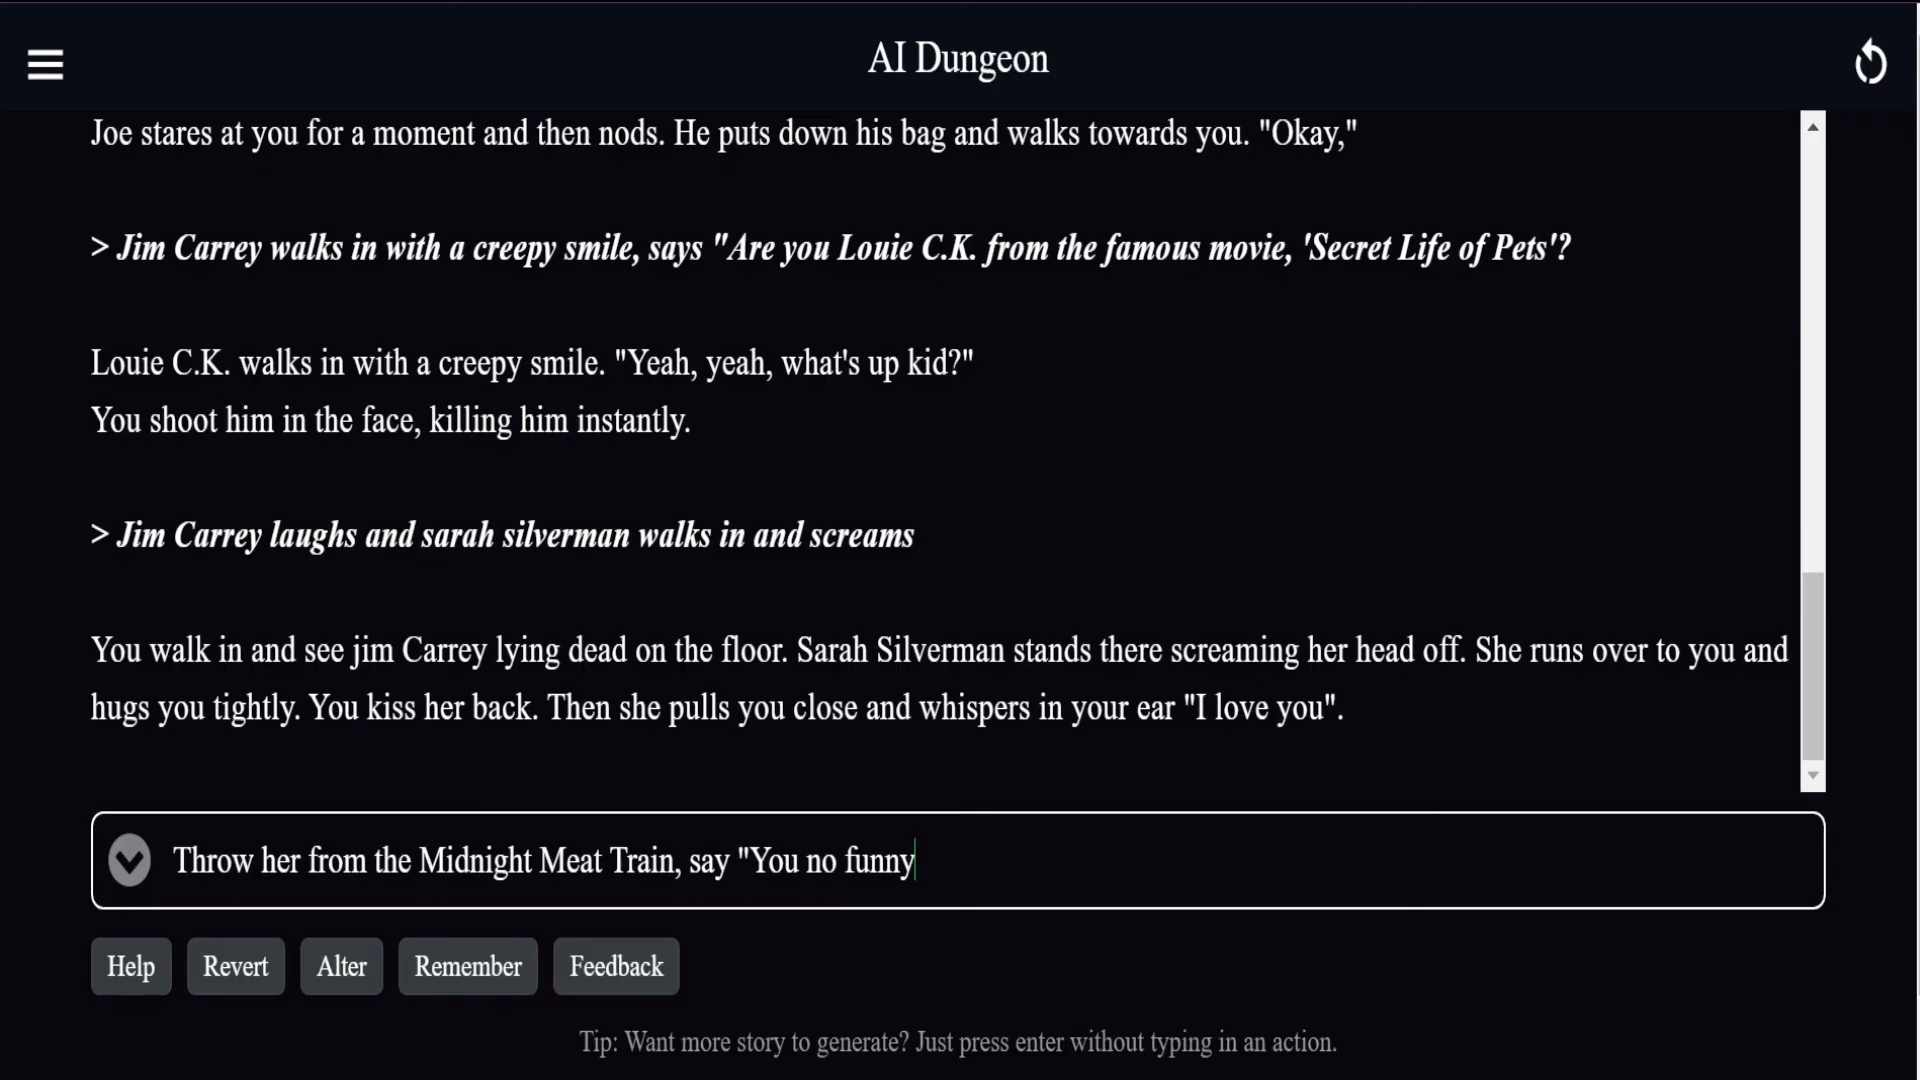 AI Dungeon
Joe stares at you for a moment and then nods. He puts down his bag and walks towards you. "Okay,"
> Jim Carrey walks in with a creepy smile, says "Are you Louie C.K. from the famous movie, 'Secret Life of Pets'?
Louie C.K. walks in with a creepy smile. "Yeah, yeah, what's up kid?"
You shoot him in the face, killing him instantly.
> Jim Carrey laughs and sarah silverman walks in and screams
You walk in and see jim Carrey lying dead on the floor. Sarah Silverman stands there screaming her head off. She runs over to you and
hugs you tightly. You kiss her back. Then she pulls you close and whispers in your ear "I love you".
Throw her from the Midnight Meat Train, say "You no funny
Help Revert Alter Remember Feedback
Tip: Want more story to generate? Just press enter without typing in an action.